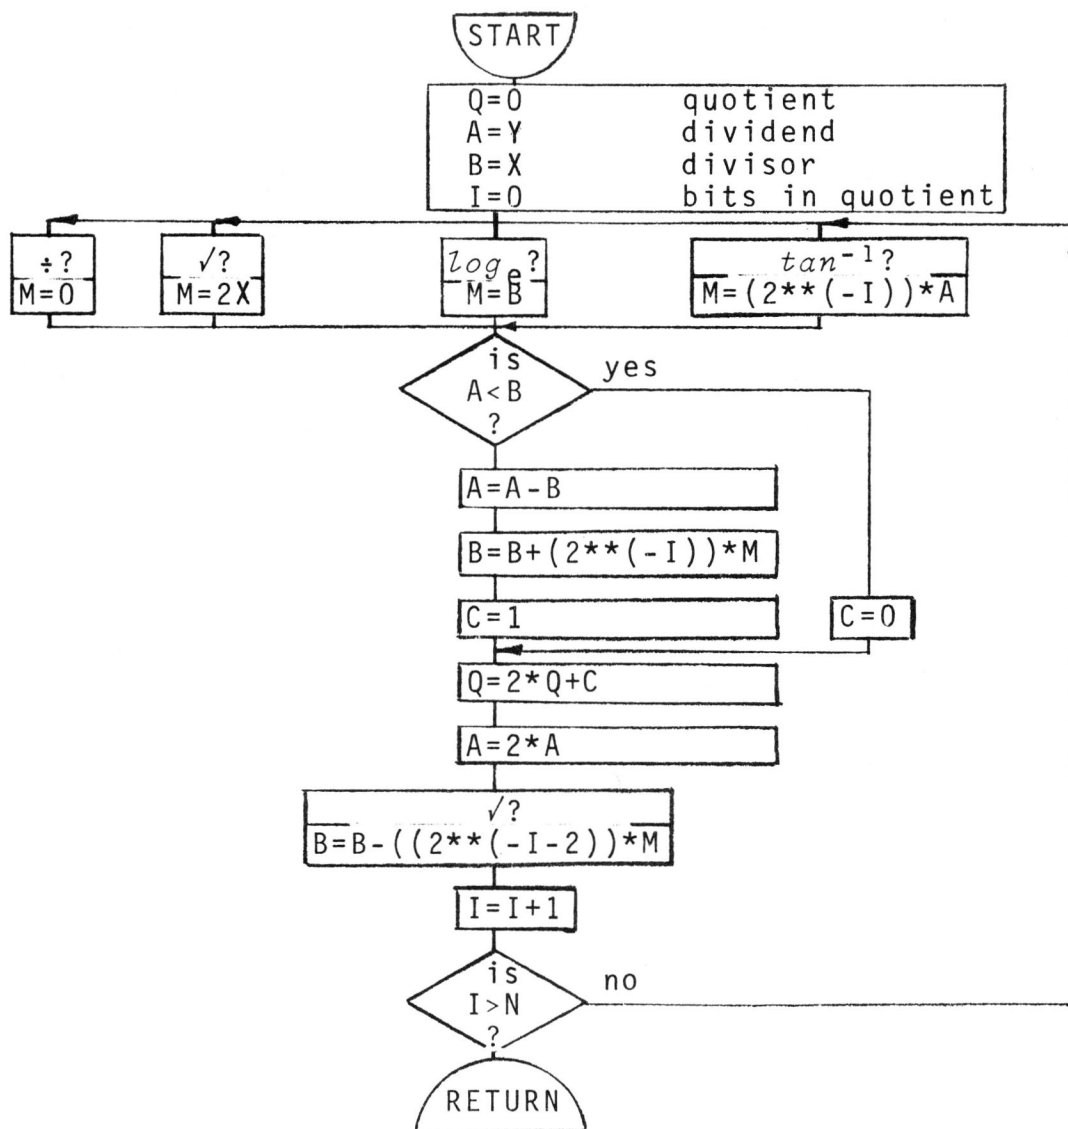 START
Q=0 quotient
A=Y dividend
B=X divisor
I=0 bits in quotient
÷?
M=0
√?
M=2X
logₑ?
M=B
tan⁻¹?
M=(2**(-I))*A
is
A<B
?
yes
A=A-B
B=B+(2**(-I))*M
C=1
C=0
Q=2*Q+C
A=2*A
√?
B=B-((2**(-I-2))*M
I=I+1
is
I>N
?
no
RETURN